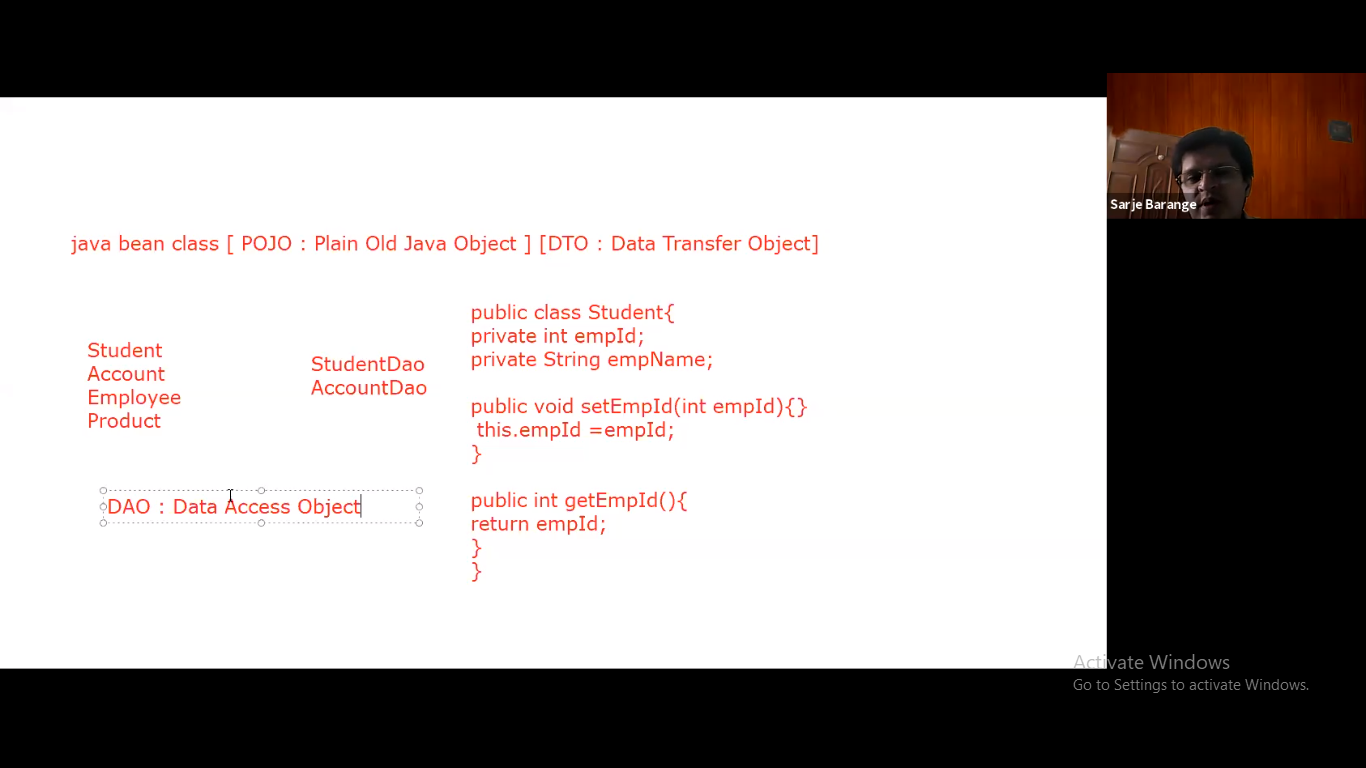 Sarje Barange
java bean class [ POJO : Plain Old Java Object ] [DTO : Data Transfer Object]
Student
Account
Employee
Product
StudentDao
AccountDao
DAO : Data Access Object
public class Student{
private int empId;
private String empName;
public void setEmpId(int empId){}
this.empId =empId;
}
public int getEmpId(){
return empId;
}
}
Activate Windows
Go to Settings to activate Windows.